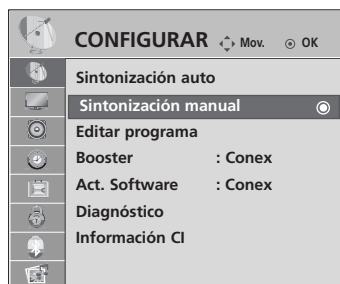 CONFIGURAR Mov. OK
Sintonización auto
Sintonización manual
Editar programa
Booster : Conex
Act. Software : Conex
Diagnóstico
Información CI